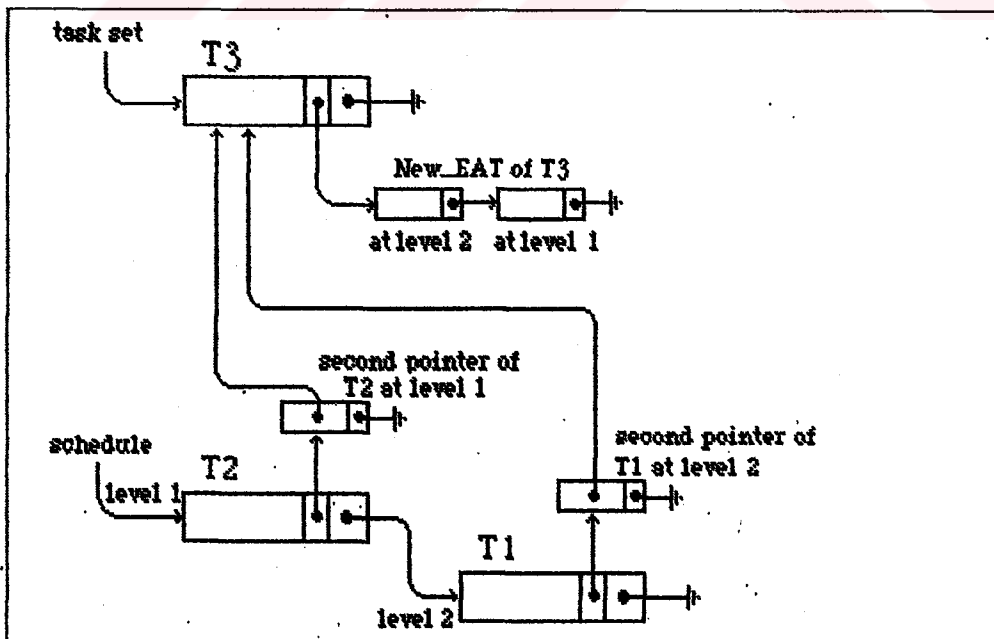 task set
T3
New_EAT of T3
at level 2
at level 1
second pointer of
T2 at level 1
schedule
level 1
T2
second pointer of
T1 at level 2
T1
level 2